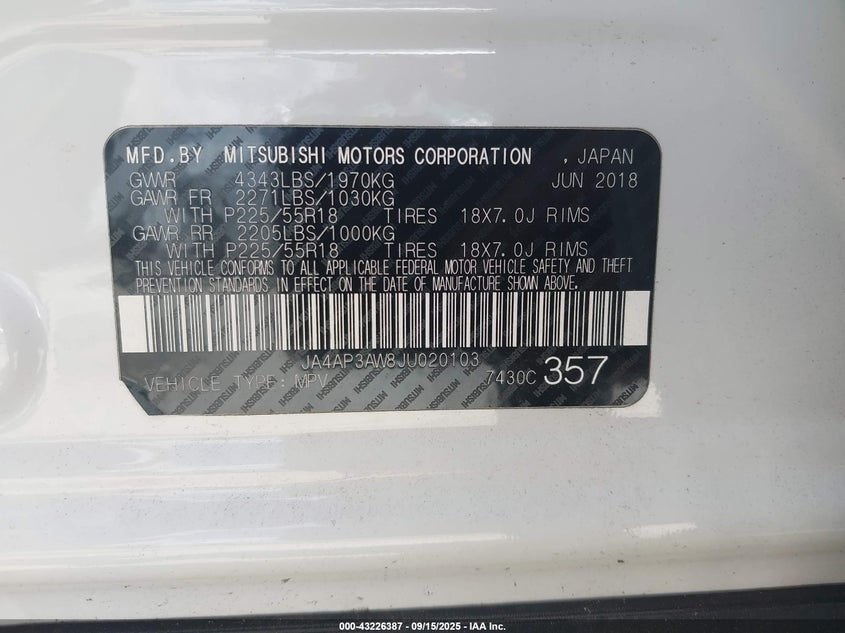 MFD.BY MITSUBISHI MOTORS CORPORATION , JAPAN
GVWR 4343LBS/1970KG JUN 2018
GAWR FR 2271LBS/1030KG
WITH P225/55R18 TIRES 18X7.0J RIMS
GAWR RR 2205LBS/1000KG
WITH P225/55R18 TIRES 18X7.0J RIMS
THIS VEHICLE CONFORMS TO ALL APPLICABLE FEDERAL MOTOR VEHICLE SAFETY AND THEFT
PREVENTION STANDARDS IN EFFECT ON THE DATE OF MANUFACTURE SHOWN ABOVE.
JA4AP3AW8JU020103
VEHICLE TYPE: MPV 7430C 357
000-43226387 - 09/15/2025 - IAA Inc.